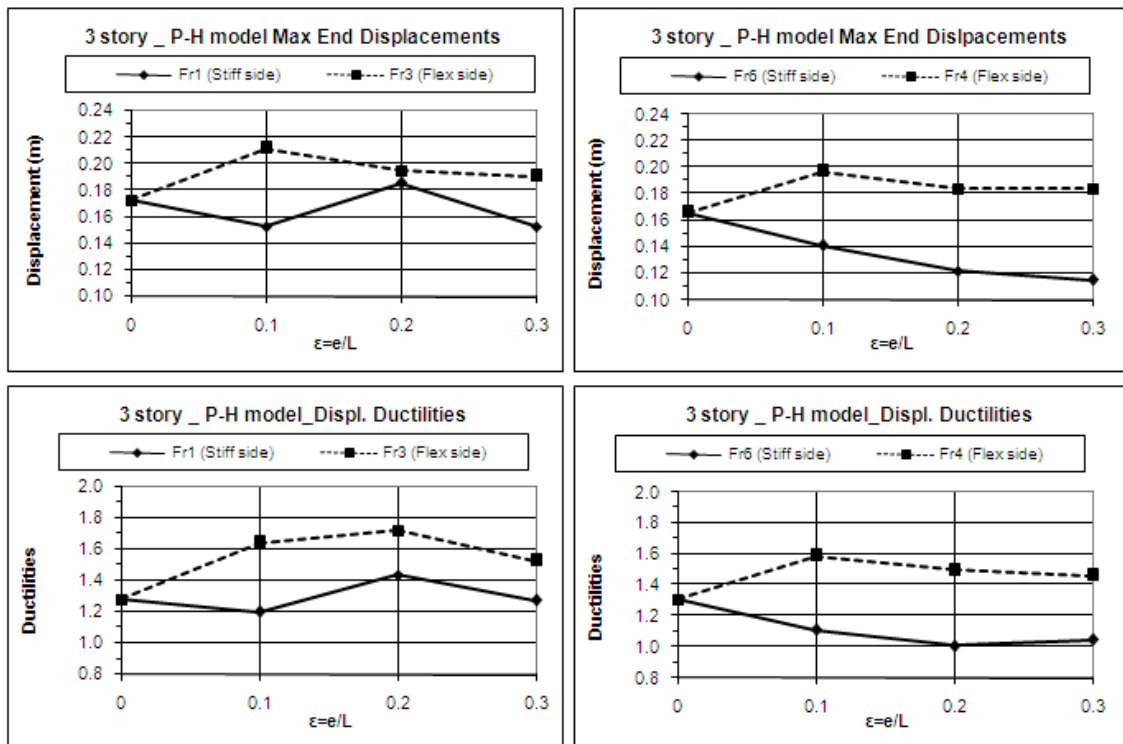 3 story _ P-H model Max End Displacements
Fr1 (Stiff side) Fr3 (Flex side)
Displacement (m)
0.24
0.22
0.20
0.18
0.16
0.14
0.12
0.10
0 0.1 0.2 0.3
ε=e/L
3 story _ P-H model Max End Dislpacements
Fr6 (Stiff side) Fr4 (Flex side)
Displacement (m)
0.24
0.22
0.20
0.18
0.16
0.14
0.12
0.10
0 0.1 0.2 0.3
ε=e/L
3 story _ P-H model_Displ. Ductilities
Fr1 (Stiff side) Fr3 (Flex side)
Ductilities
2.0
1.8
1.6
1.4
1.2
1.0
0.8
0 0.1 0.2 0.3
ε=e/L
3 story _ P-H model_Displ. Ductilities
Fr6 (Stiff side) Fr4 (Flex side)
Ductilities
2.0
1.8
1.6
1.4
1.2
1.0
0.8
0 0.1 0.2 0.3
ε=e/L